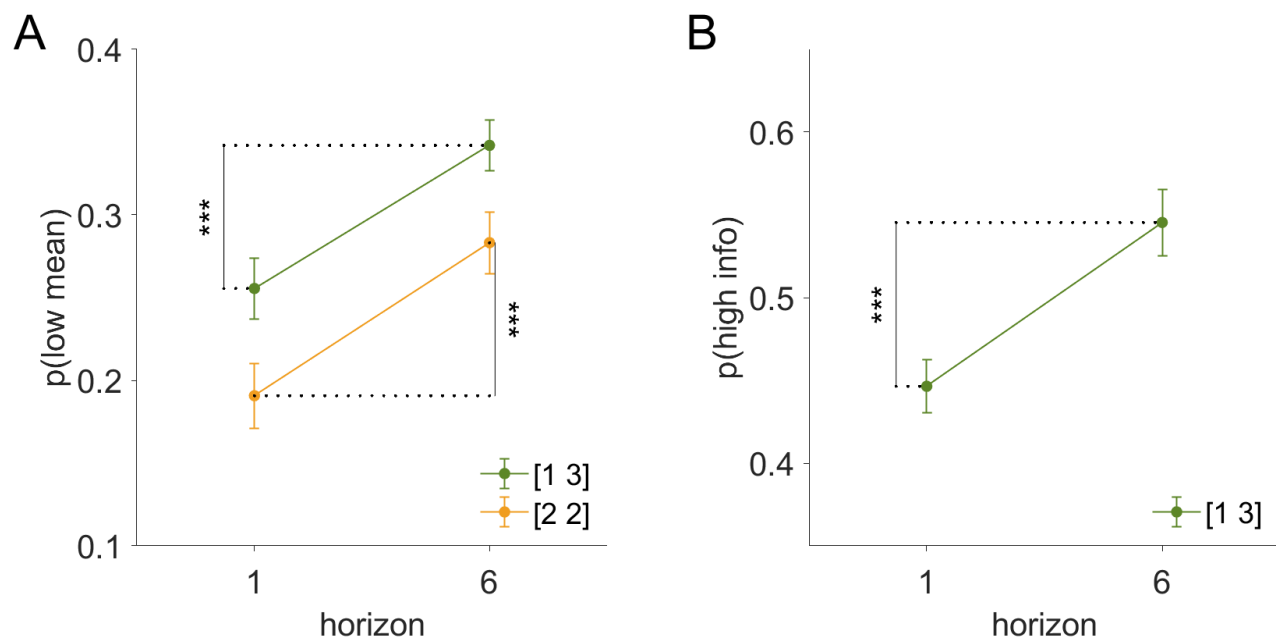 A
0.4
0.3
0.2
0.1
p(low mean)
***
***
[1 3]
[2 2]
1
6
horizon
B
0.6
0.5
0.4
p(high info)
***
[1 3]
1
6
horizon